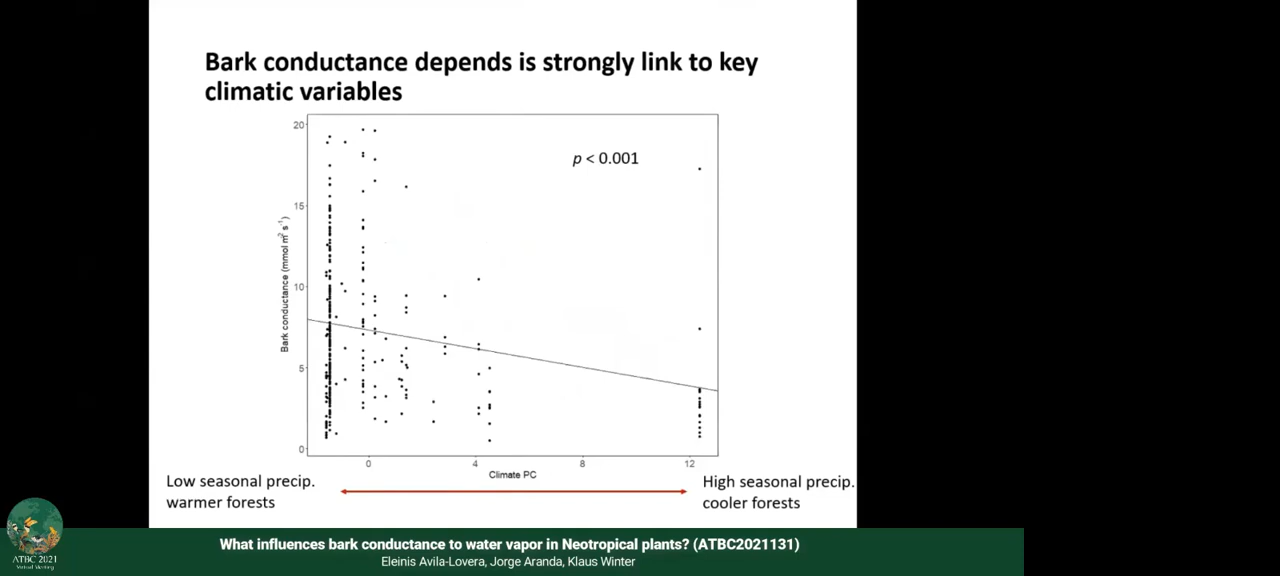 Bark conductance depends is strongly link to key
climatic variables
20
15
10
5
0
Bark conductance (mmol m² s⁻¹)
p < 0.001
0 4 8 12
Climate PC
Low seasonal precip.
warmer forests
High seasonal precip.
cooler forests
ATBC 2021
Virtual Meeting
What influences bark conductance to water vapor in Neotropical plants? (ATBC2021131)
Eleinis Avila-Lovera, Jorge Aranda, Klaus Winter